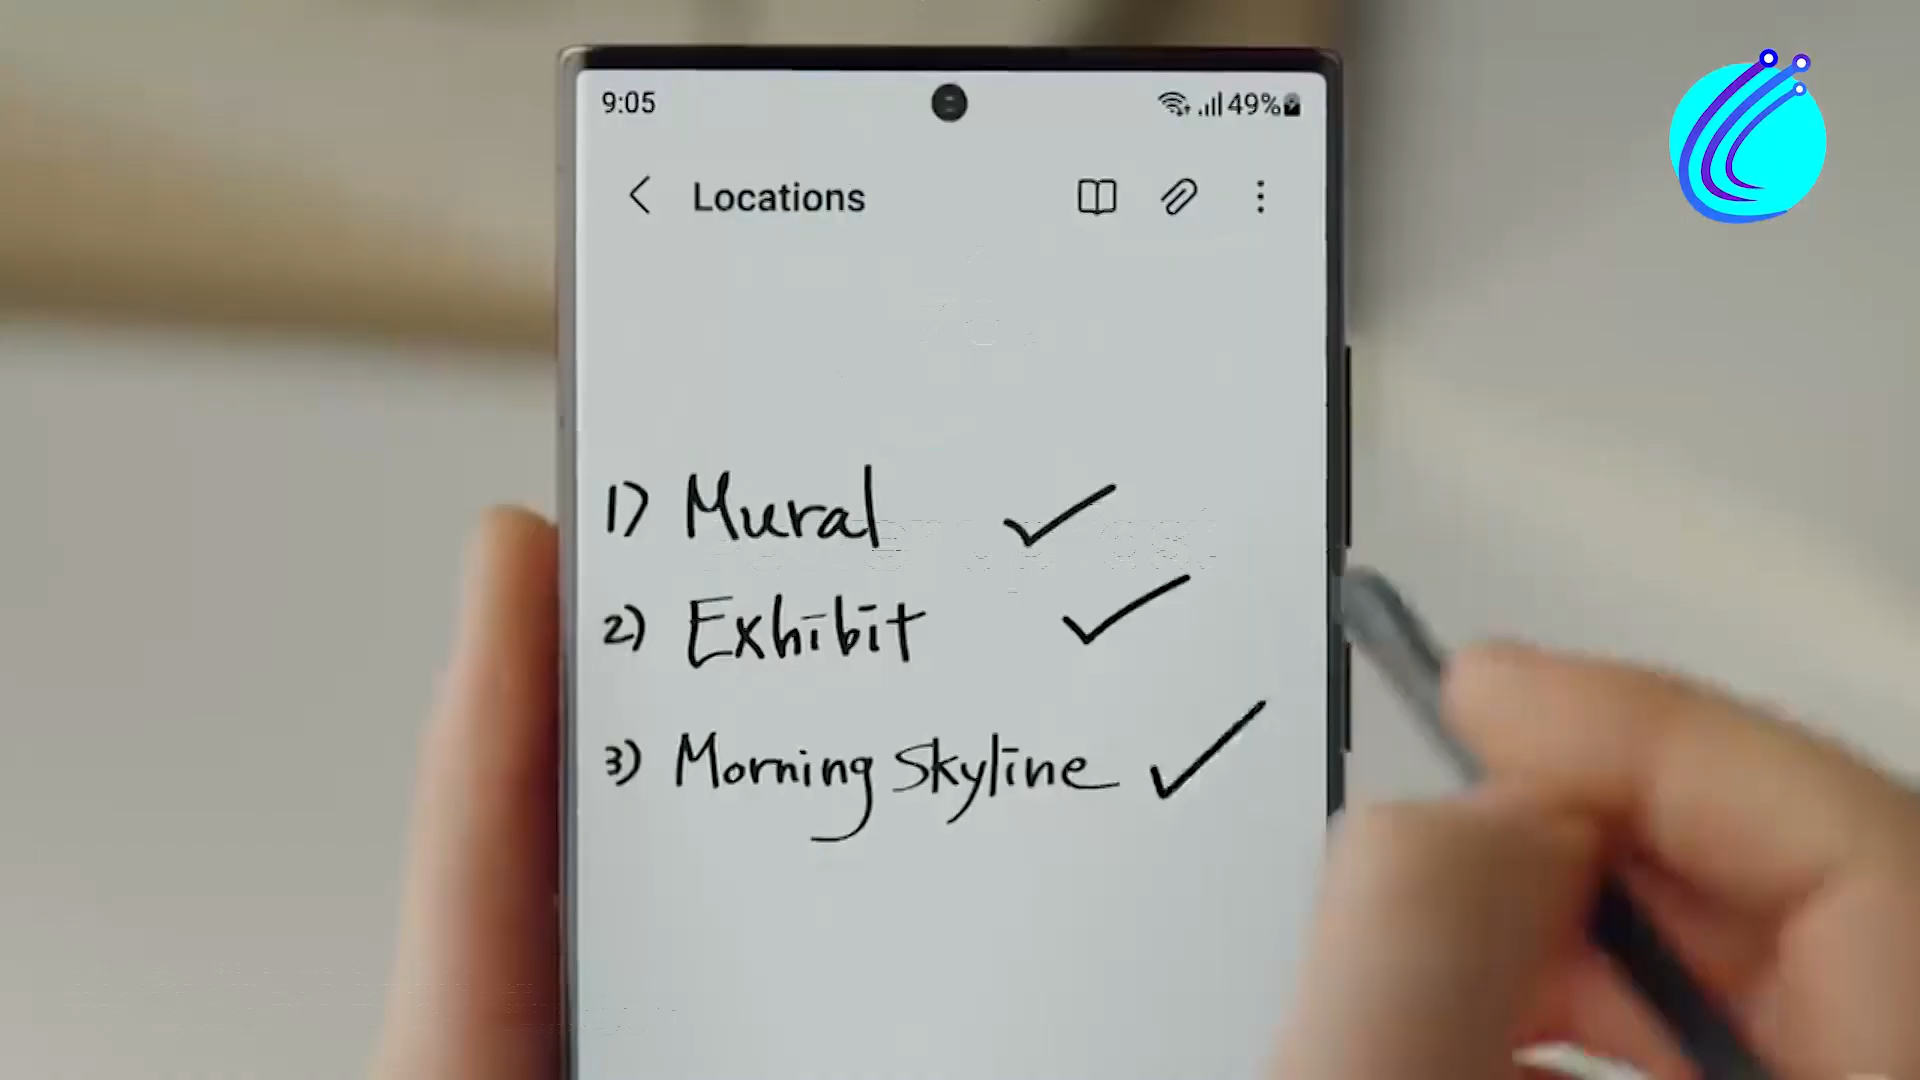 9:05 49%
Locations
1) Mural ✓
2) Exhibit ✓
3) Morning Skyline ✓